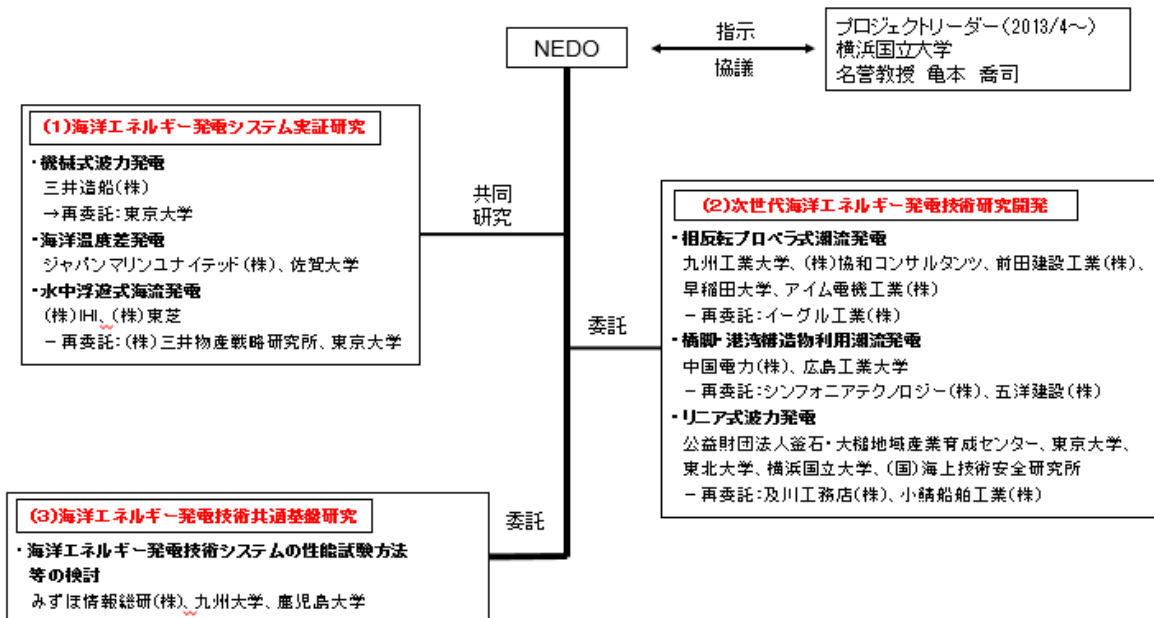 NEDO
指示
協議
プロジェクトリーダー(2013/4～)
横浜国立大学
名誉教授 亀本 喬司
(1)海洋エネルギー発電システム実証研究
・機械式波力発電
三井造船(株)
→再委託：東京大学
・海洋温度差発電
ジャパンマリンユナイテッド(株)、佐賀大学
・水中浮遊式海流発電
(株)IHI、(株)東芝
－再委託：(株)三井物産戦略研究所、東京大学
共同
研究
(2)次世代海洋エネルギー発電技術研究開発
・相反転プロペラ式潮流発電
九州工業大学、(株)協和コンサルタンツ、前田建設工業(株)、
早稲田大学、アイム電機工業(株)
－再委託：イーグル工業(株)
・橋脚・港湾構造物利用潮流発電
中国電力(株)、広島工業大学
－再委託：シンフォニアテクノロジー(株)、五洋建設(株)
・リニア式波力発電
公益財団法人釜石・大槌地域産業育成センター、東京大学、
東北大学、横浜国立大学、(国)海上技術安全研究所
－再委託：及川工務店(株)、小鯖船舶工業(株)
委託
(3)海洋エネルギー発電技術共通基盤研究
・海洋エネルギー発電技術システムの性能試験方法
等の検討
みずほ情報総研(株)、九州大学、鹿児島大学
委託